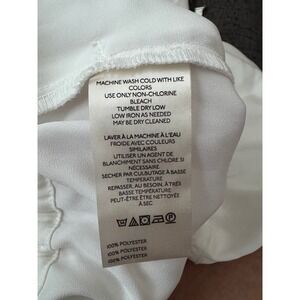 MACHINE WASH COLD WITH LIKE
COLORS
USE ONLY NON-CHLORINE
BLEACH
TUMBLE DRY LOW
LOW IRON AS NEEDED
MAY BE DRY CLEANED
LAVER À LA MACHINE À L'EAU
FROIDE AVEC COULEURS
SIMILAIRES
UTILISER UN AGENT DE
BLANCHIMENT SANS CHLORE SI
NÉCESSAIRE
SECHER PAR CULBUTAGE À BASSE
TEMPÉRATURE
REPASSER, AU BESOIN, À TRÈS
BASSE TEMPÉRATURE
PEUT-ÊTRE ÊTRE NETTOYÉE
À SEC.
100% POLYESTER
100% POLYESTER
100% POLYESTER